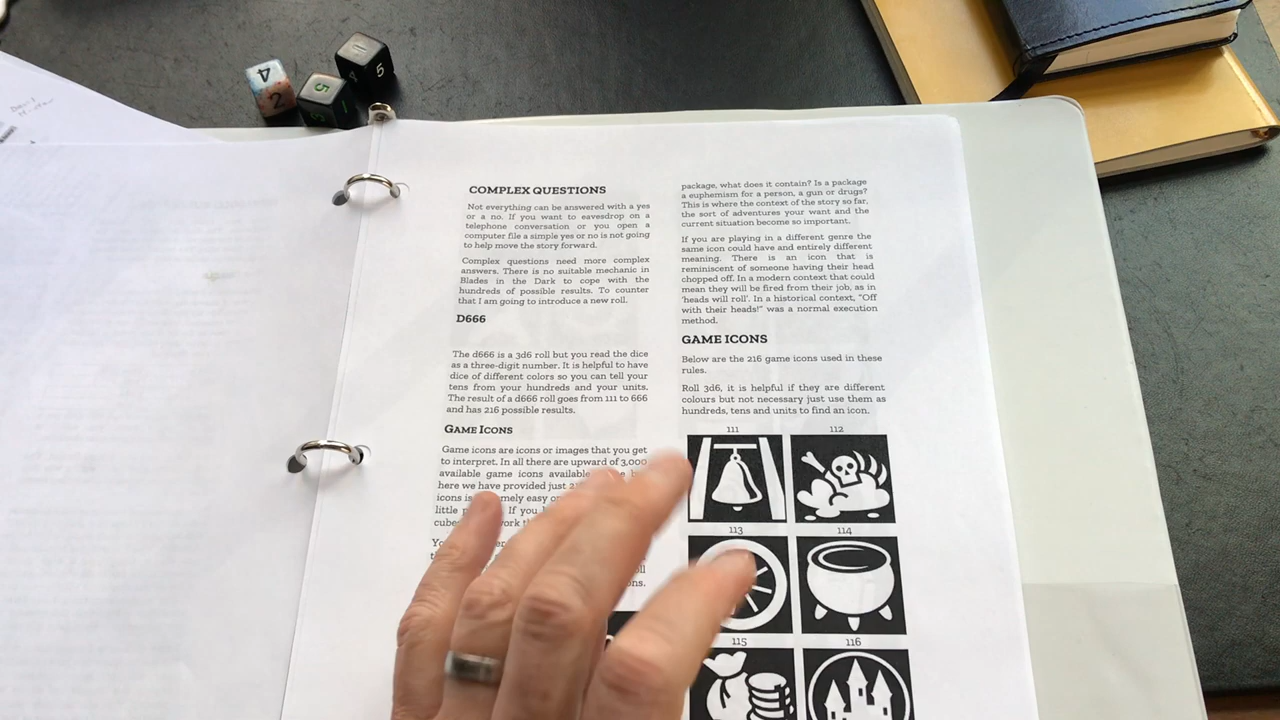 COMPLEX QUESTIONS
Not everything can be answered with a yes
or a no. If you want to eavesdrop on a
telephone conversation or you open a
computer file a simple yes or no is not going
to help move the story forward.
Complex questions need more complex
answers. There is no suitable mechanic in
Blades in the Dark to cope with the
hundreds of possible results. To counter
that I am going to introduce a new roll.
D666
The d666 is a 3d6 roll but you read the dice
as a three-digit number. It is helpful to have
dice of different colors so you can tell your
tens from your hundreds and your units.
The result of a d666 roll goes from 111 to 666
and has 216 possible results.
GAME ICONS
Game icons are icons or images that you get
to interpret. In all there are upward of 3,000
available game icons available
here we have provided just
icons is
little If you
package, what does it contain? Is a package
a euphemism for a person, a gun or drugs?
This is where the context of the story so far,
the sort of adventures your want and the
current situation become so important.
If you are playing in a different genre the
same icon could have and entirely different
meaning. There is an icon that is
reminiscent of someone having their head
chopped off. In a modern context that could
mean they will be fired from their job, as in
'heads will roll'. In a historical context, "Off
with their heads!" was a normal execution
method.
GAME ICONS
Below are the 216 game icons used in these
rules.
Roll 3d6, it is helpful if they are different
colours but not necessary just use them as
hundreds, tens and units to find an icon.
111 112
113 114
115 116
4
2
5
4 5